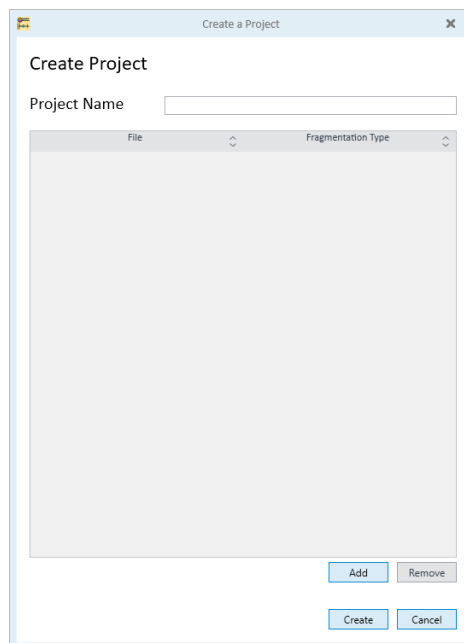 Create a Project
Create Project
Project Name
File Fragmentation Type
Add Remove
Create Cancel